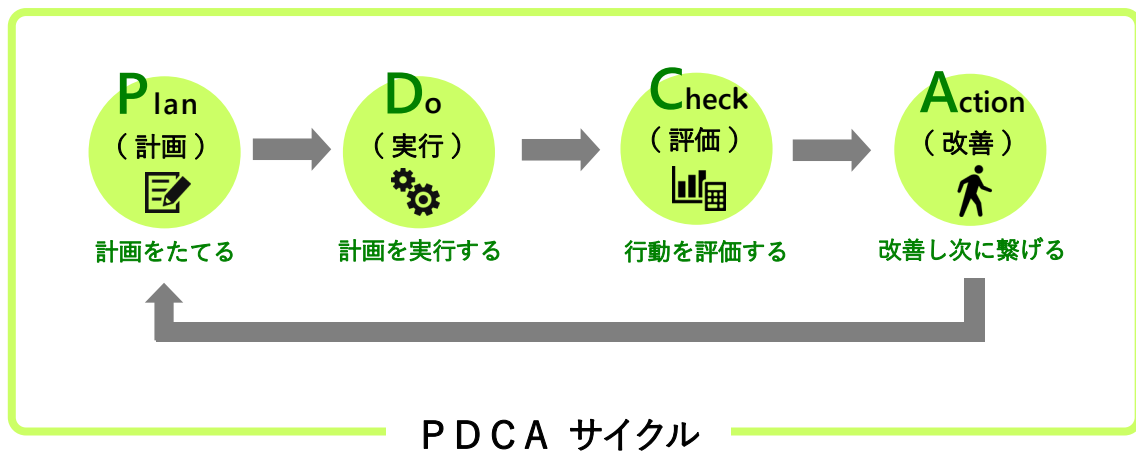 Plan
（計画）
計画をたてる
Do
（実行）
計画を実行する
Check
（評価）
行動を評価する
Action
（改善）
改善し次に繋げる
PDCA サイクル